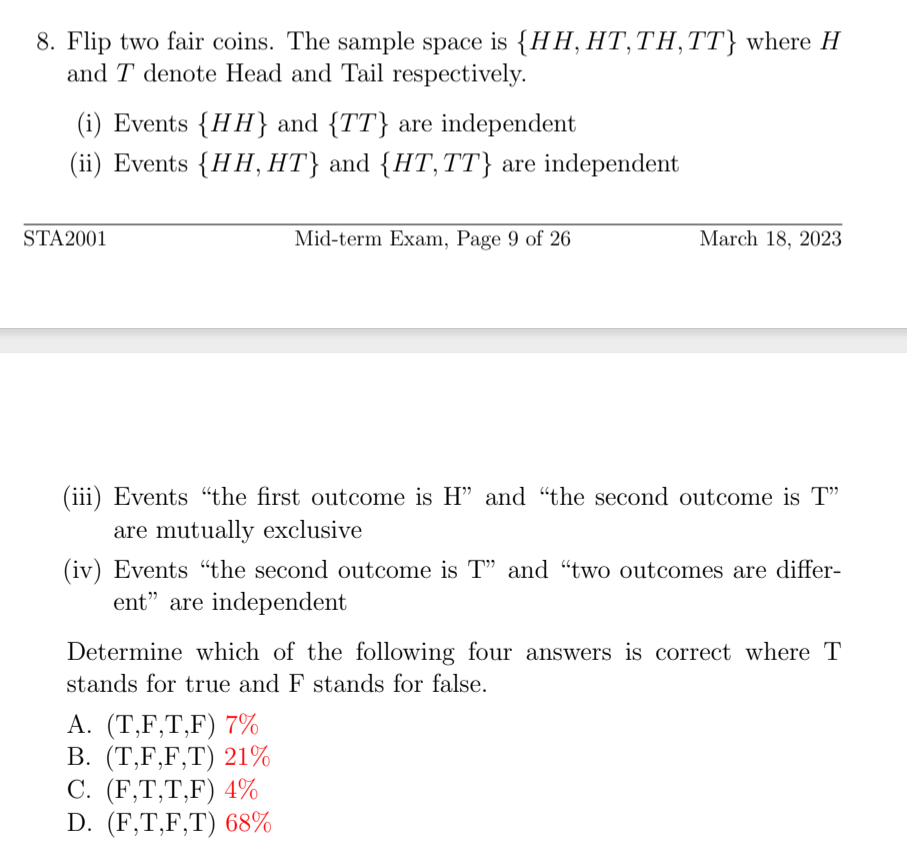 8. Flip two fair coins. The sample space is {HH, HT, TH, TT} where H
and T denote Head and Tail respectively.
(i) Events {HH} and {TT} are independent
(ii) Events {HH, HT} and {HT, TT} are independent
STA2001 Mid-term Exam, Page 9 of 26 March 18, 2023
(iii) Events “the first outcome is H” and “the second outcome is T”
are mutually exclusive
(iv) Events “the second outcome is T” and “two outcomes are differ-
ent” are independent
Determine which of the following four answers is correct where T
stands for true and F stands for false.
A. (T,F,T,F) 7%
B. (T,F,F,T) 21%
C. (F,T,T,F) 4%
D. (F,T,F,T) 68%